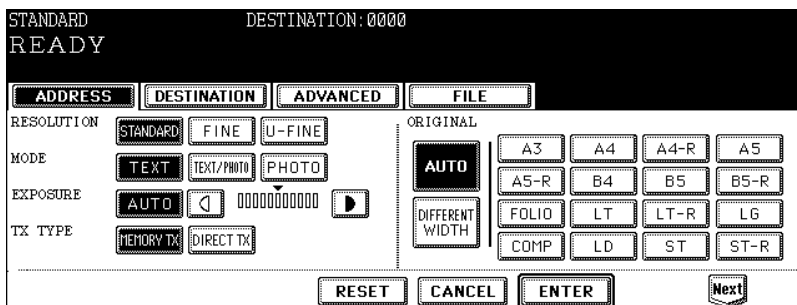 STANDARD DESTINATION:0000
READY
ADDRESS DESTINATION ADVANCED FILE
RESOLUTION STANDARD FINE U-FINE
MODE TEXT TEXT/PHOTO PHOTO
EXPOSURE AUTO
TX TYPE MEMORY TX DIRECT TX
ORIGINAL
AUTO
DIFFERENT
WIDTH
A3 A4 A4-R A5
A5-R B4 B5 B5-R
FOLIO LT LT-R LG
COMP LD ST ST-R
RESET CANCEL ENTER Next